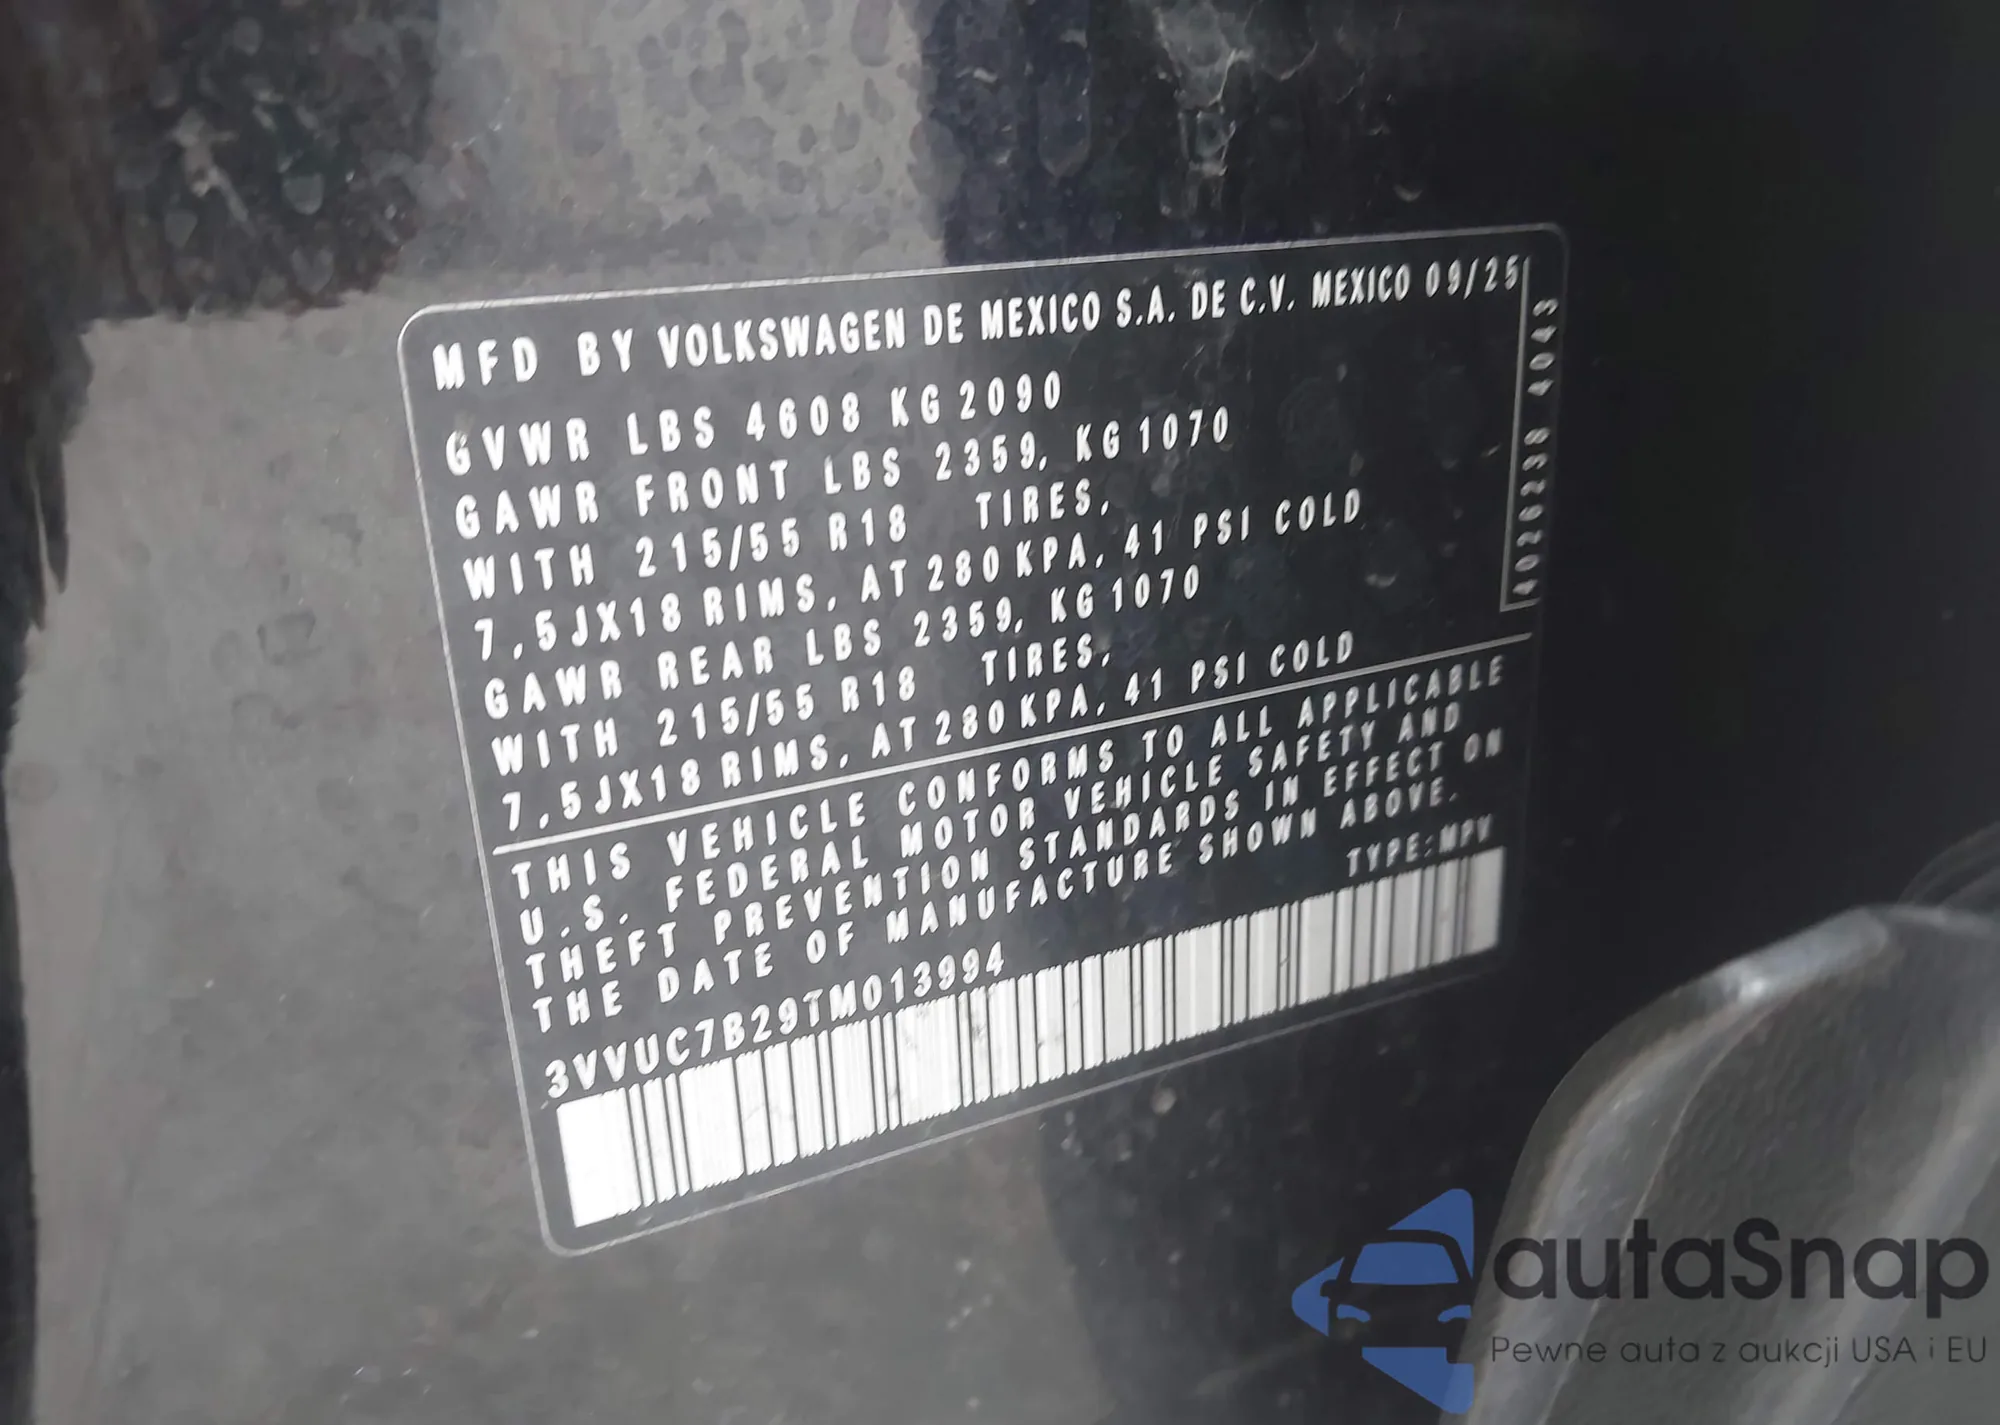 MFD BY VOLKSWAGEN DE MEXICO S.A. DE C.V. MEXICO 09/25
GVWR LBS 4608 KG 2090
GAWR FRONT LBS 2359, KG 1070
WITH 215/55 R18 TIRES,
7,5JX18 RIMS, AT 280 KPA, 41 PSI COLD
GAWR REAR LBS 2359, KG 1070
WITH 215/55 R18 TIRES,
7,5JX18 RIMS, AT 280 KPA, 41 PSI COLD
40262938 4043
THIS VEHICLE CONFORMS TO ALL APPLICABLE
U.S. FEDERAL MOTOR VEHICLE SAFETY AND
THEFT PREVENTION STANDARDS IN EFFECT ON
THE DATE OF MANUFACTURE SHOWN ABOVE.
TYPE: MPV
3VVUC7B29TM013994
autaSnap
Pewne auta z aukcji USA i EU